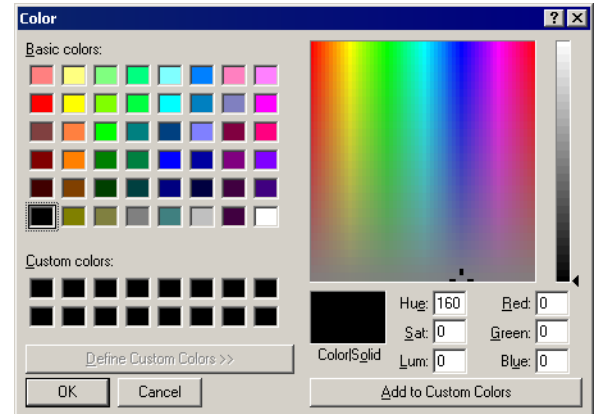 Color
Basic colors:
Custom colors:
Define Custom Colors >>
OK Cancel
Color|Solid
Hue: 160 Red: 0
Sat: 0 Green: 0
Lum: 0 Blue: 0
Add to Custom Colors